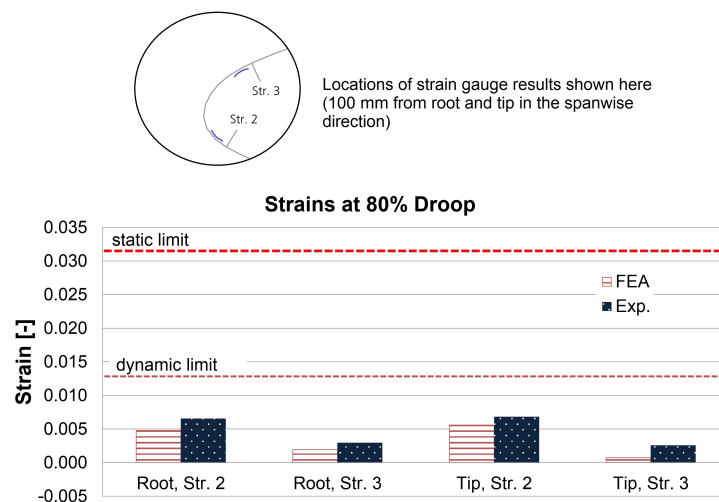 Str. 3
Str. 2
Locations of strain gauge results shown here
(100 mm from root and tip in the spanwise
direction)
Strains at 80% Droop
0.035
static limit
0.030
FEA
0.025
Exp.
0.020
Strain [-]
0.015
dynamic limit
0.010
0.005
0.000
-0.005
Root, Str. 2
Root, Str. 3
Tip, Str. 2
Tip, Str. 3